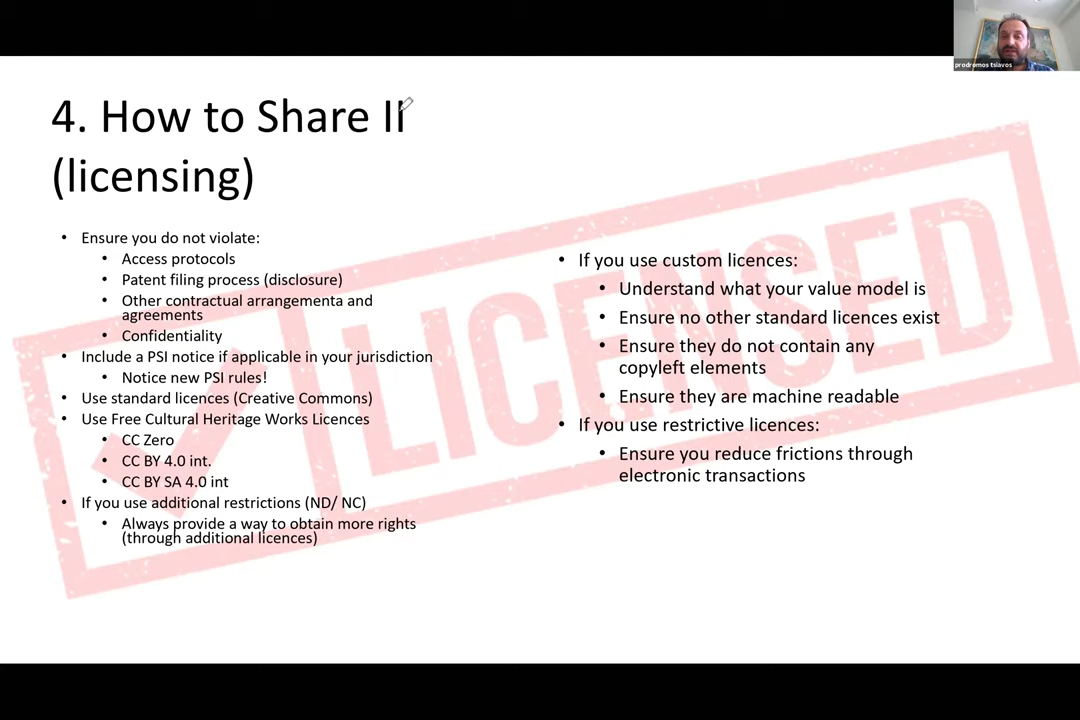 prodromos tsiavos
4. How to Share II
(licensing)
• Ensure you do not violate:
• Access protocols
• Patent filing process (disclosure)
• Other contractual arrangementa and
agreements
• Confidentiality
• Include a PSI notice if applicable in your jurisdiction
• Notice new PSI rules!
• Use standard licences (Creative Commons)
• Use Free Cultural Heritage Works Licences
• CC Zero
• CC BY 4.0 int.
• CC BY SA 4.0 int
• If you use additional restrictions (ND/ NC)
• Always provide a way to obtain more rights
(through additional licences)
• If you use custom licences:
• Understand what your value model is
• Ensure no other standard licences exist
• Ensure they do not contain any
copyleft elements
• Ensure they are machine readable
• If you use restrictive licences:
• Ensure you reduce frictions through
electronic transactions
LICENSED